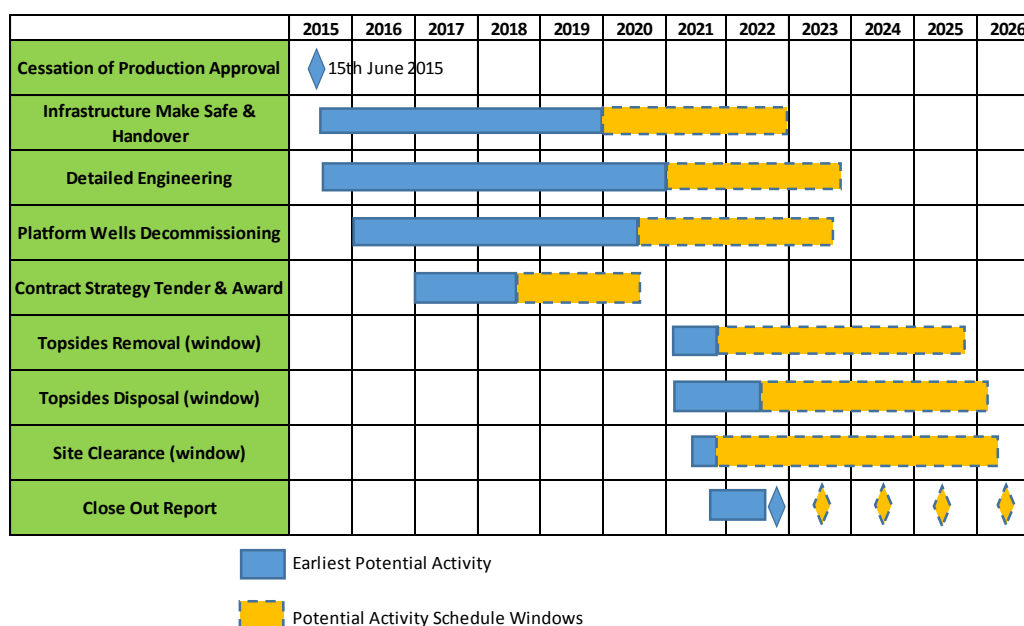 2015 2016 2017 2018 2019 2020 2021 2022 2023 2024 2025 2026
Cessation of Production Approval
15th June 2015
Infrastructure Make Safe &
Handover
Detailed Engineering
Platform Wells Decommissioning
Contract Strategy Tender & Award
Topsides Removal (window)
Topsides Disposal (window)
Site Clearance (window)
Close Out Report
Earliest Potential Activity
Potential Activity Schedule Windows